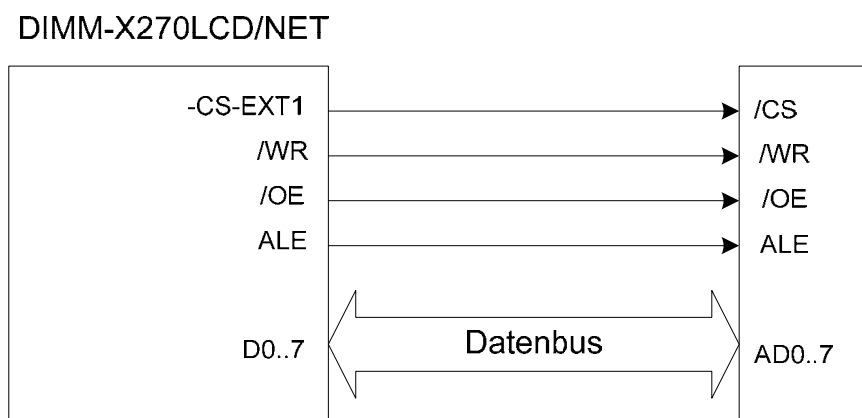 DIMM-X270LCD/NET
-CS-EXT1 /CS
/WR /WR
/OE /OE
ALE ALE
D0..7 Datenbus AD0..7